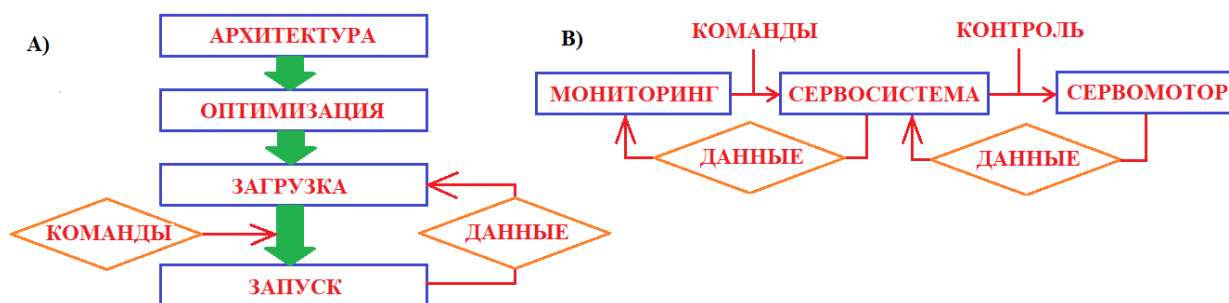 А)
АРХИТЕКТУРА
ОПТИМИЗАЦИЯ
ЗАГРУЗКА
КОМАНДЫ
ДАННЫЕ
ЗАПУСК
В)
КОМАНДЫ
КОНТРОЛЬ
МОНИТОРИНГ
СЕРВОСИСТЕМА
СЕРВОМОТОР
ДАННЫЕ
ДАННЫЕ